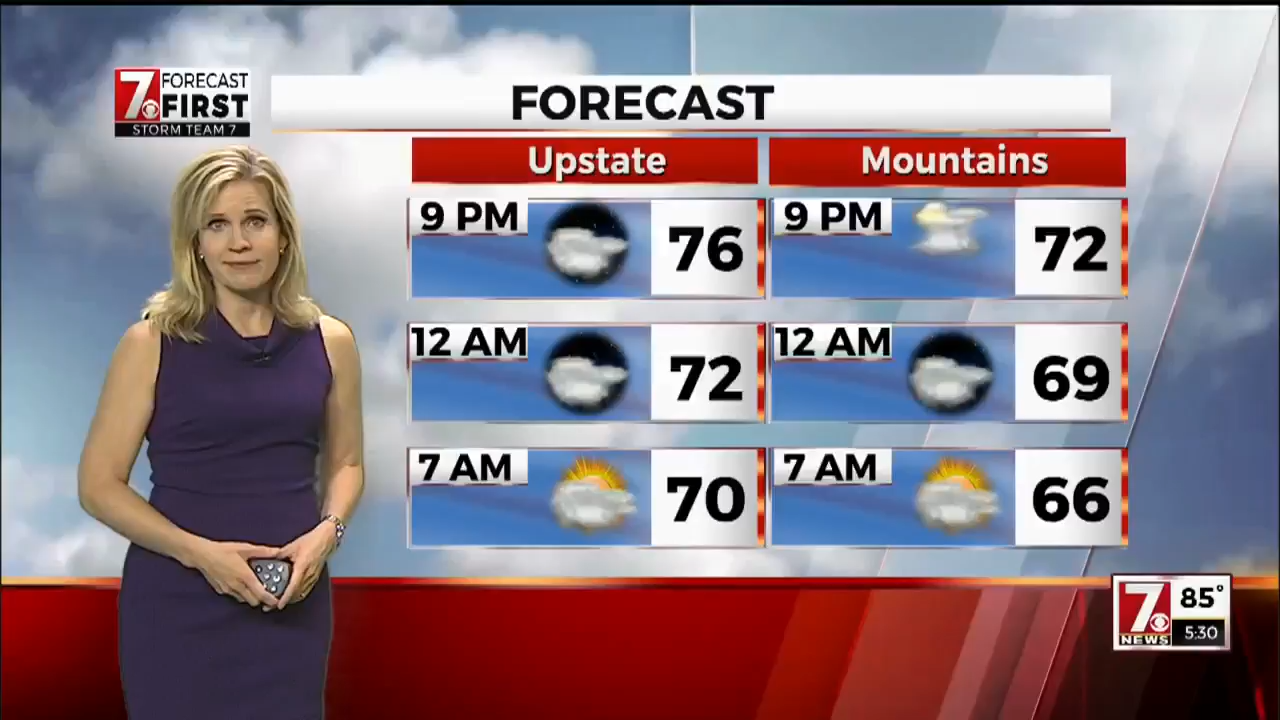 7 FORECAST
FIRST
STORM TEAM 7
FORECAST
Upstate
Mountains
9 PM 76
9 PM 72
12 AM 72
12 AM 69
7 AM 70
7 AM 66
7 85°
NEWS 5:30